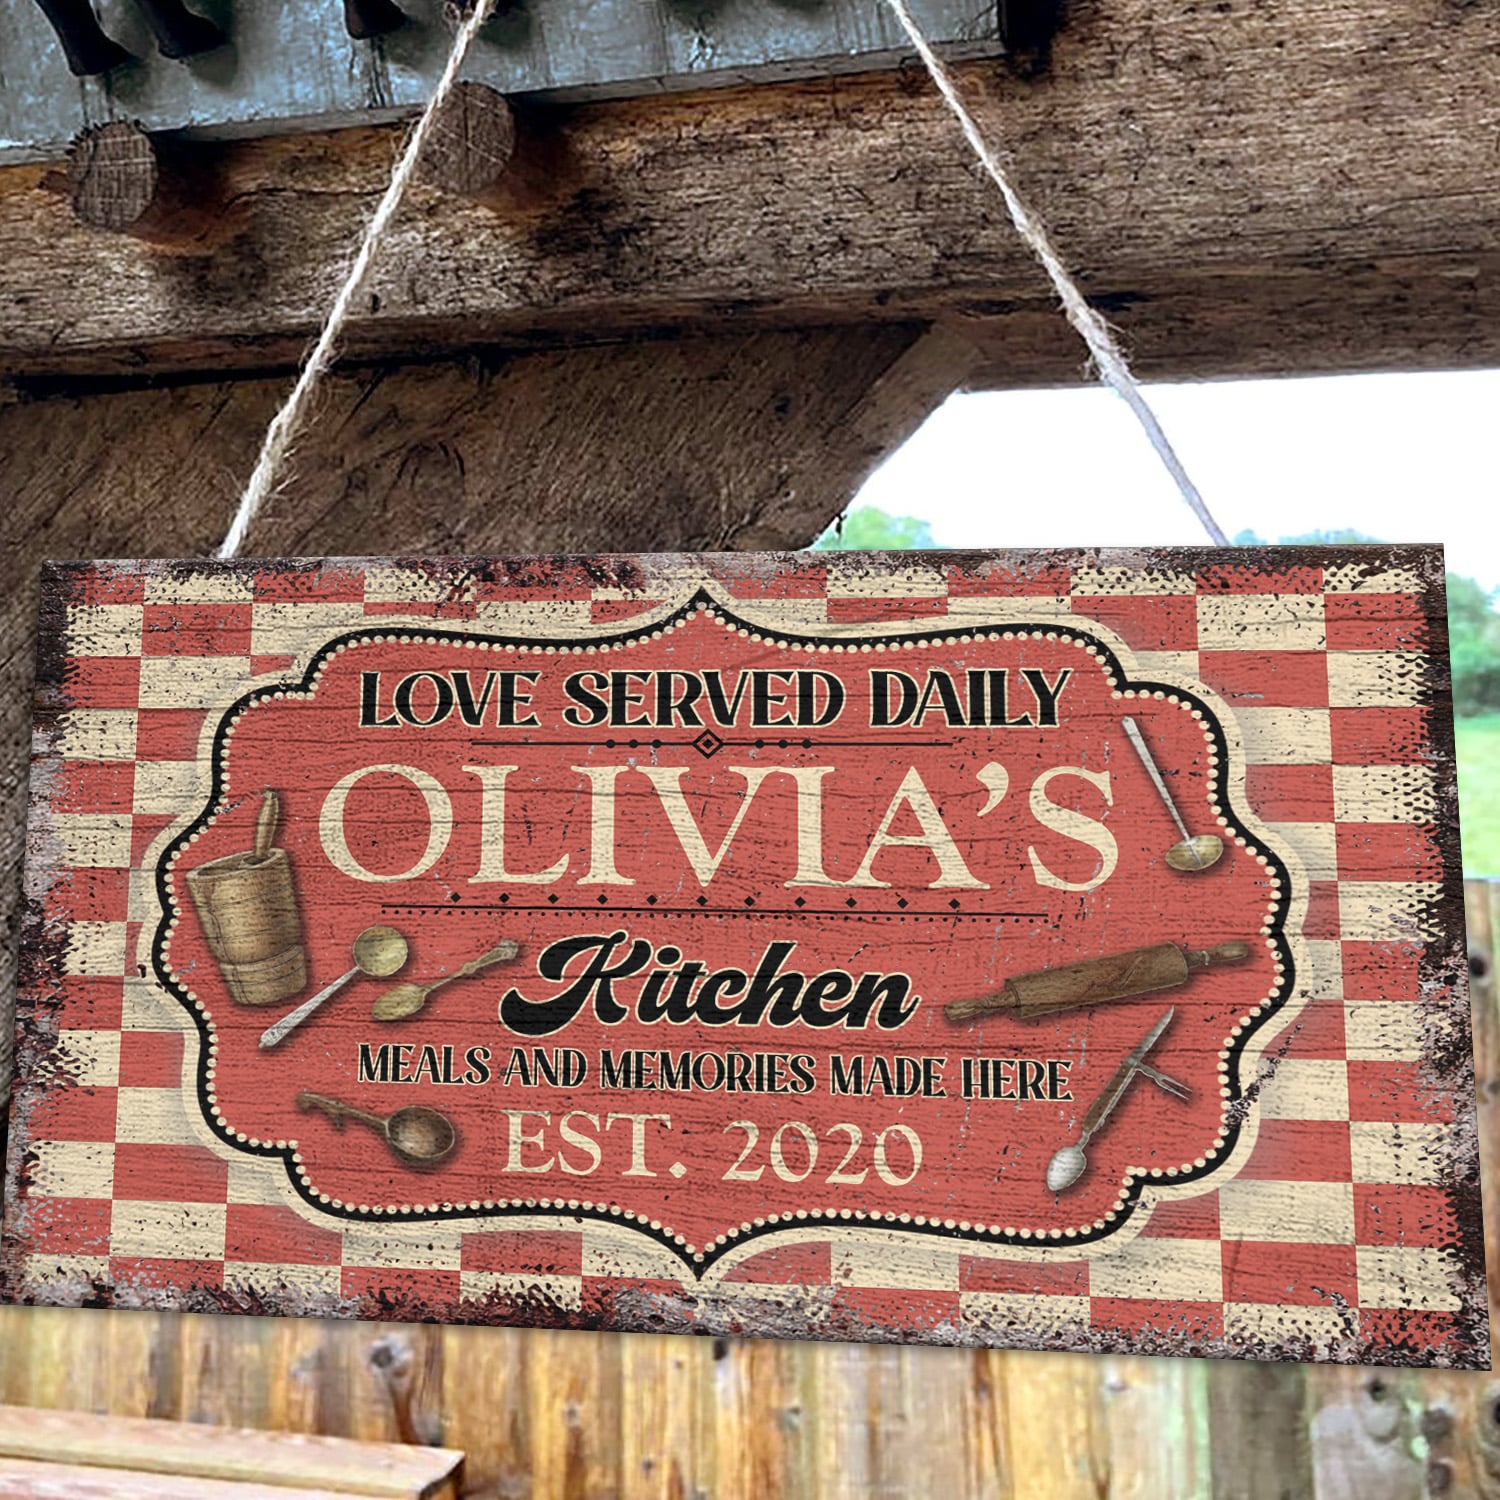 LOVE SERVED DAILY
OLIVIA'S
Kitchen
MEALS AND MEMORIES MADE HERE
EST. 2020